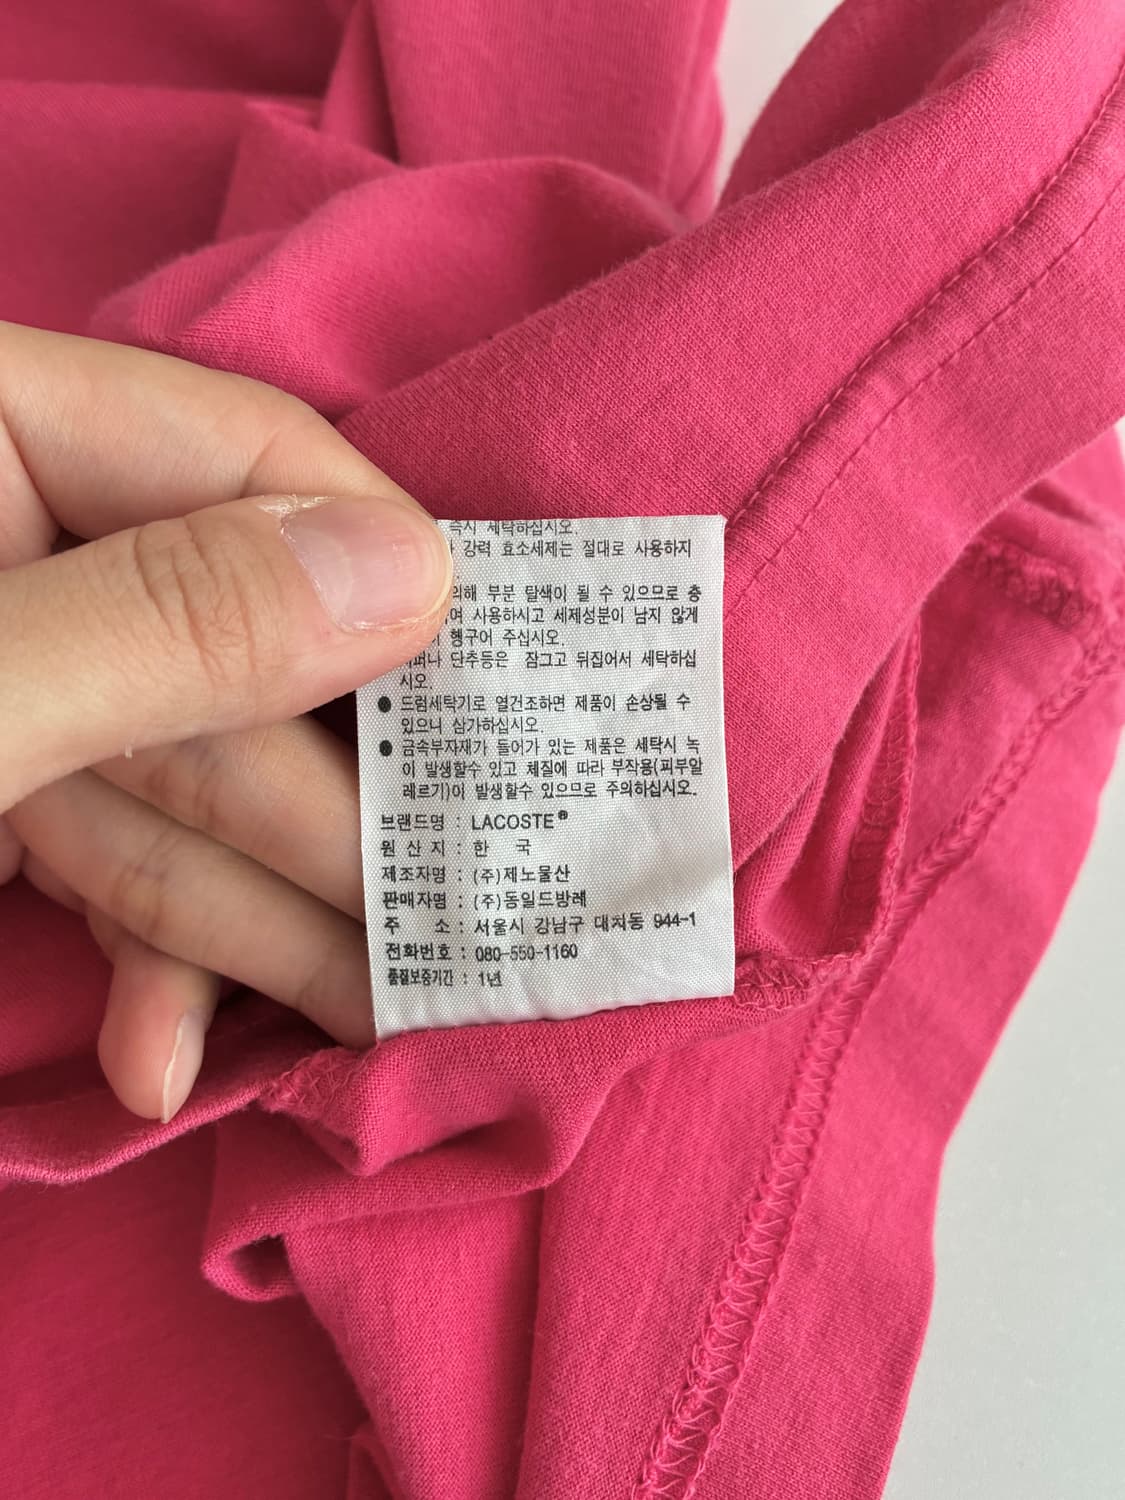 즉시 세탁하십시오.
강력 효소세제는 절대로 사용하지
의해 부분 탈색이 될 수 있으므로 충
여 사용하시고 세제성분이 남지 않게
헹구어 주십시오.
지퍼나 단추등은 잠그고 뒤집어서 세탁하십
시오.
● 드럼세탁기로 열건조하면 제품이 손상될 수
있으니 삼가하십시오.
● 금속부자재가 들어가 있는 제품은 세탁시 녹
이 발생할수 있고 체질에 따라 부작용(피부알
레르기)이 발생할수 있으므로 주의하십시오.
브랜드명 : LACOSTE®
원 산 지 : 한 국
제조자명 : (주)제노물산
판매자명 : (주)동일드방레
주 소 : 서울시 강남구 대치동 944-1
전화번호 : 080-550-1160
품질보증기간 : 1년